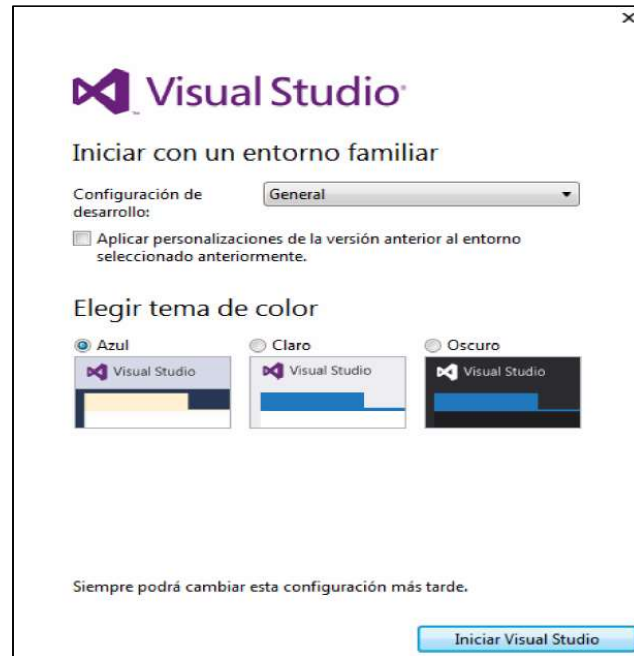 Visual Studio
Iniciar con un entorno familiar
Configuración de
desarrollo:
General
Aplicar personalizaciones de la versión anterior al entorno
seleccionado anteriormente.
Elegir tema de color
Azul
Claro
Oscuro
Visual Studio
Visual Studio
Visual Studio
Siempre podrá cambiar esta configuración más tarde.
Iniciar Visual Studio